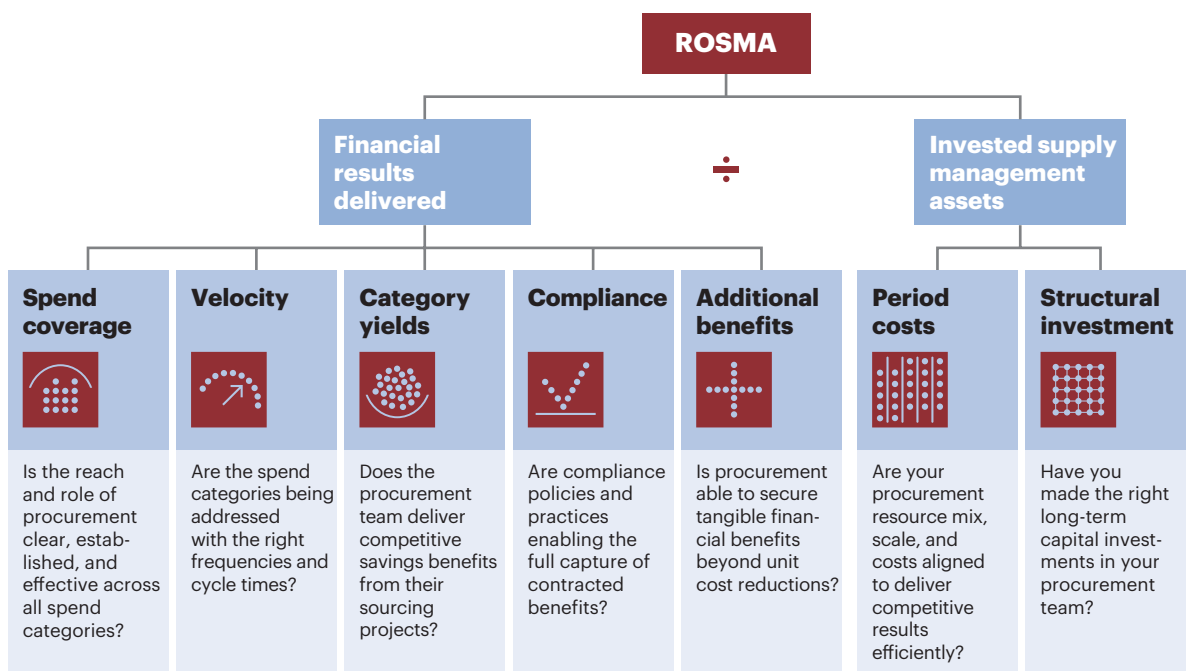 ROSMA
Financial
results
delivered
÷
Invested supply
management
assets
Spend
coverage
Is the reach
and role of
procurement
clear, estab-
lished, and
effective across
all spend
categories?
Velocity
Are the spend
categories being
addressed
with the right
frequencies and
cycle times?
Category
yields
Does the
procurement
team deliver
competitive
savings benefits
from their
sourcing
projects?
Compliance
Are compliance
policies and
practices
enabling the
full capture of
contracted
benefits?
Additional
benefits
Is procurement
able to secure
tangible finan-
cial benefits
beyond unit
cost reductions?
Period
costs
Are your
procurement
resource mix,
scale, and
costs aligned
to deliver
competitive
results
efficiently?
Structural
investment
Have you
made the right
long-term
capital invest-
ments in your
procurement
team?